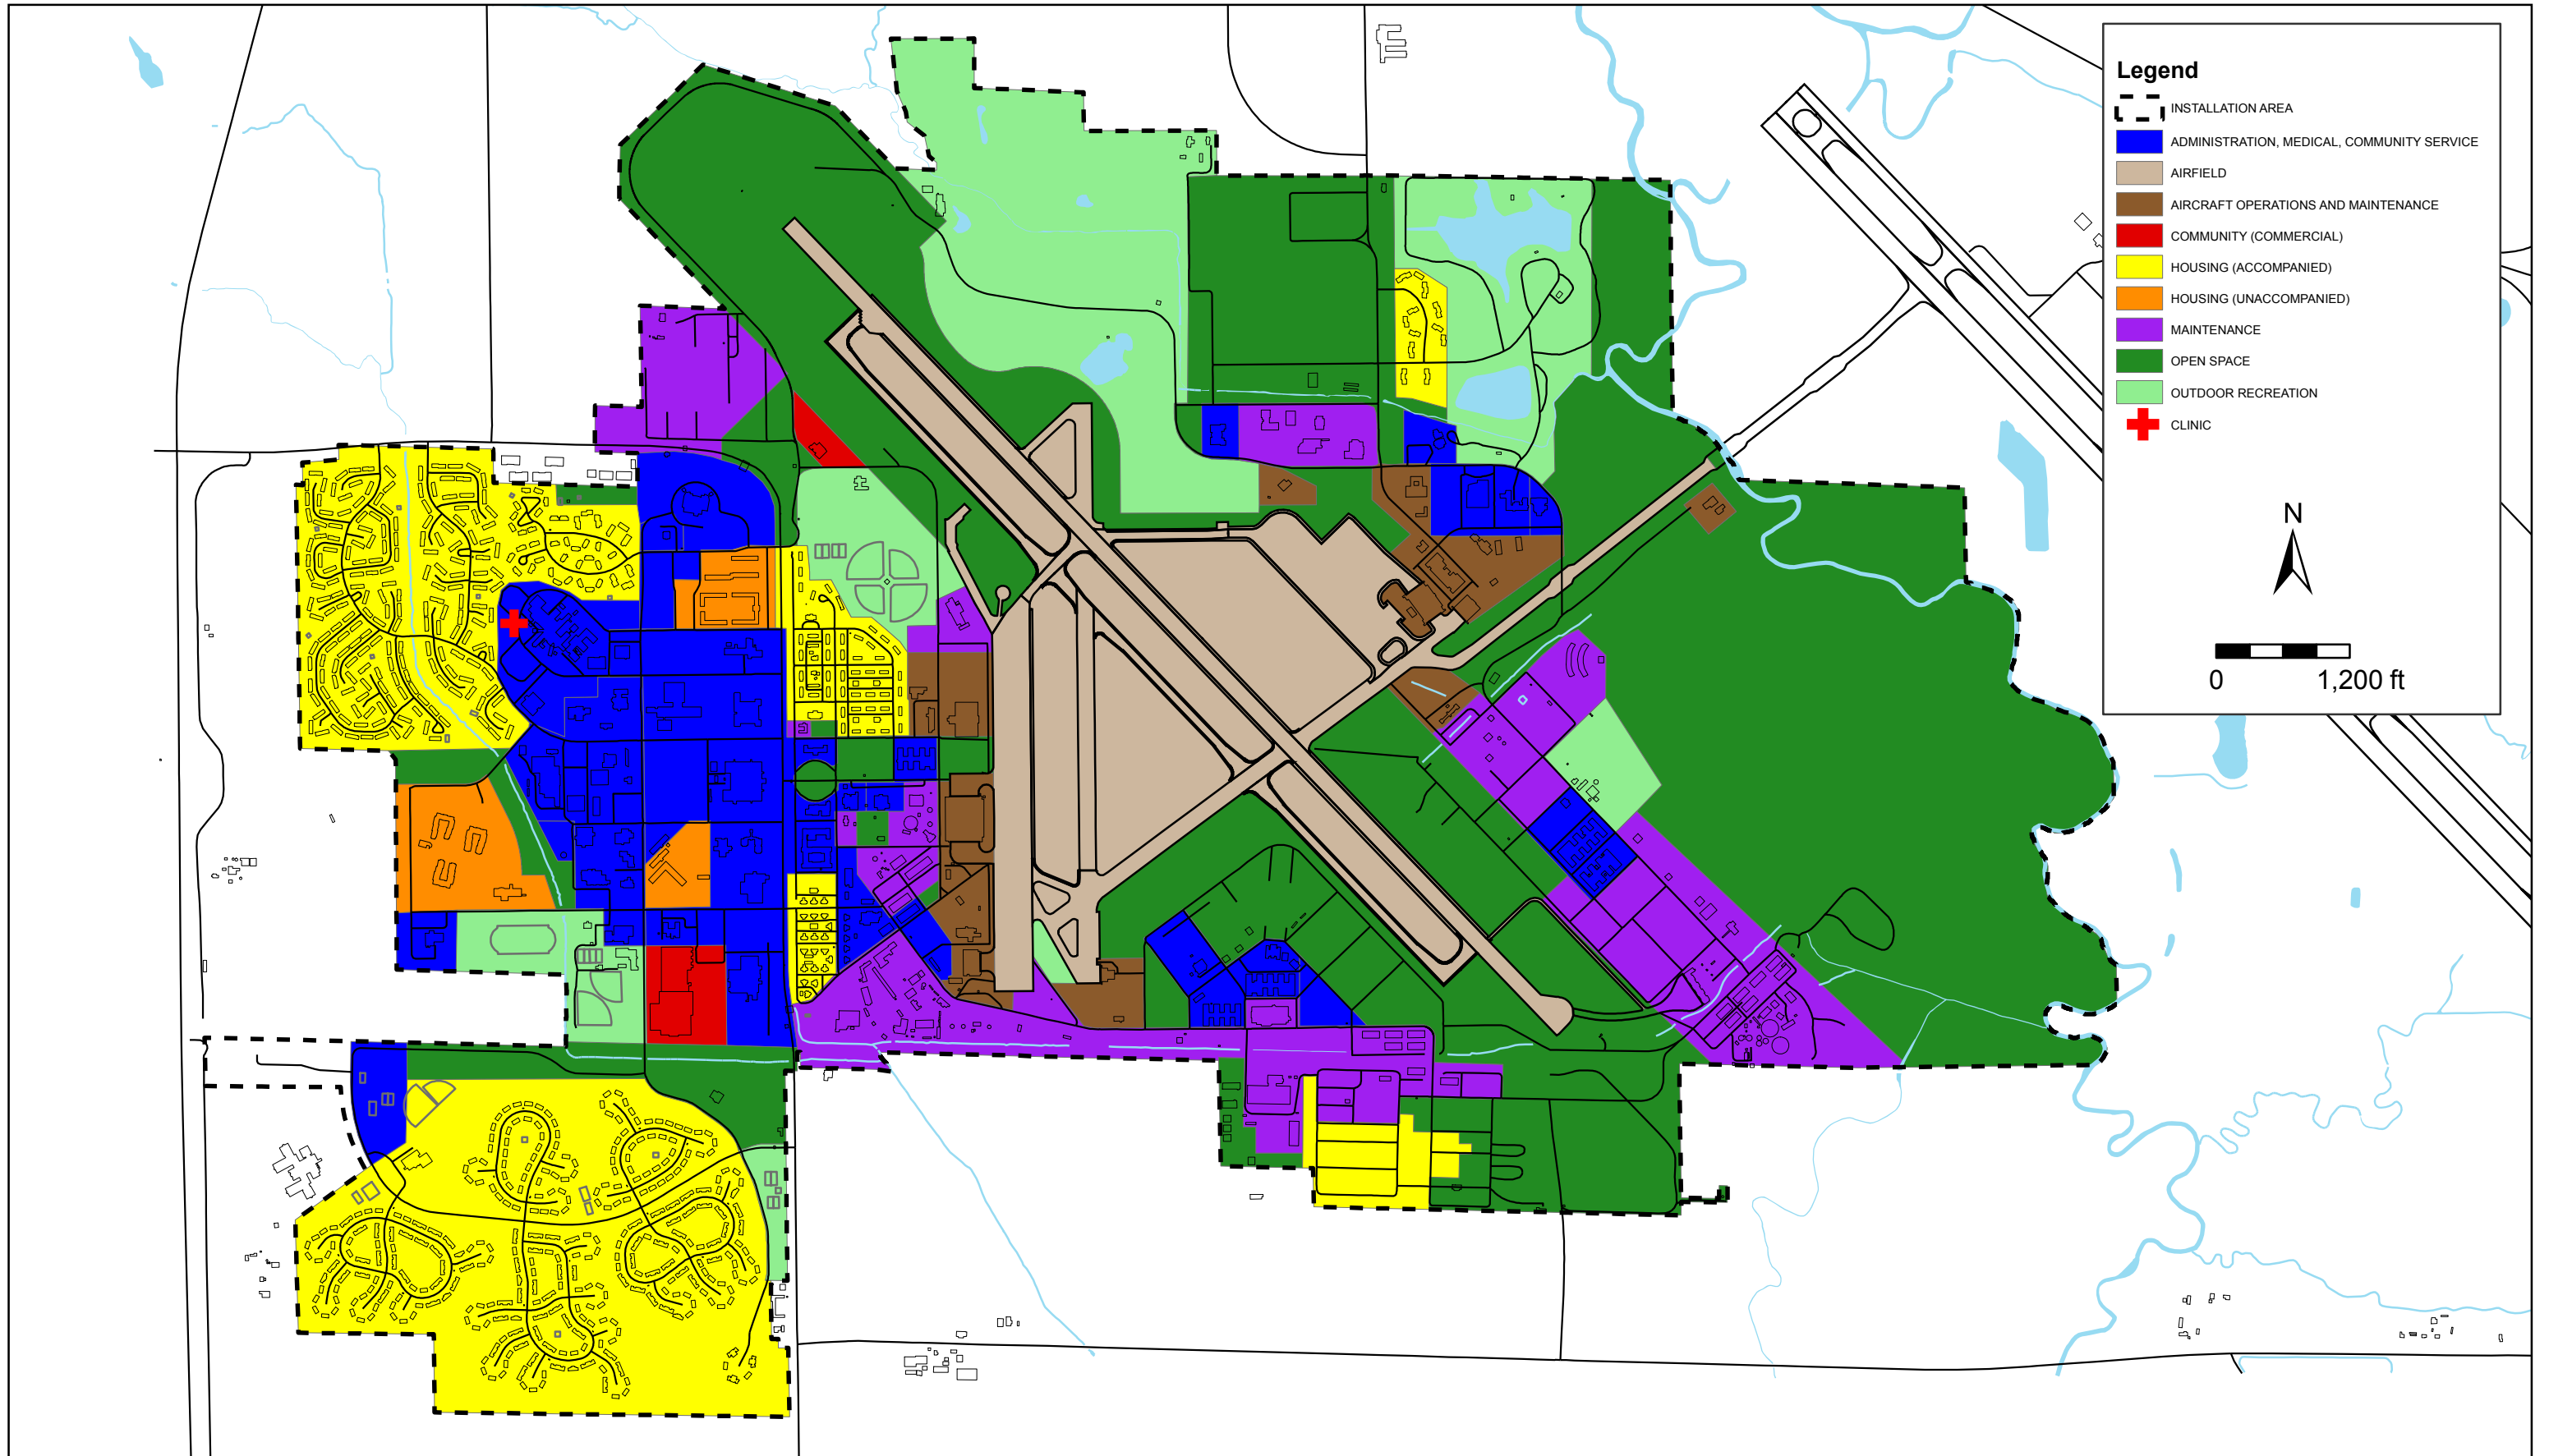 Legend
INSTALLATION AREA
ADMINISTRATION, MEDICAL, COMMUNITY SERVICE
AIRFIELD
AIRCRAFT OPERATIONS AND MAINTENANCE
COMMUNITY (COMMERCIAL)
HOUSING (ACCOMPANIED)
HOUSING (UNACCOMPANIED)
MAINTENANCE
OPEN SPACE
OUTDOOR RECREATION
CLINIC
N
0 1,200 ft